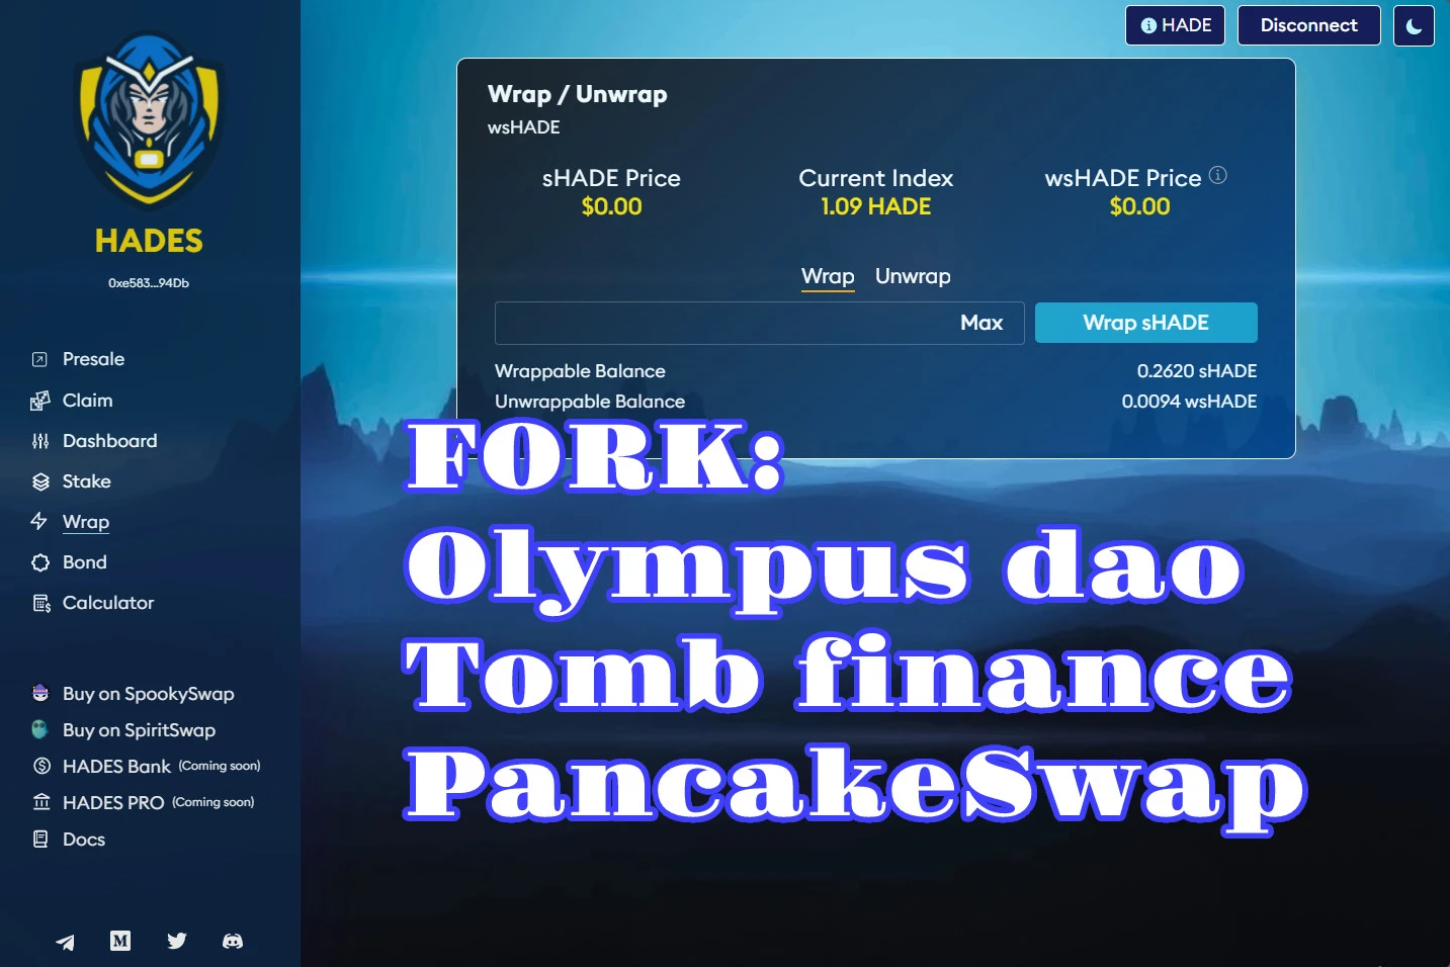 HADE
Disconnect
HADES
0xe583...94Db
Presale
Claim
Dashboard
Stake
Wrap
Bond
Calculator
Buy on SpookySwap
Buy on SpiritSwap
HADES Bank (Coming soon)
HADES PRO (Coming soon)
Docs
M
Wrap / Unwrap
wsHADE
sHADE Price Current Index wsHADE Price
$0.00 1.09 HADE $0.00
Wrap Unwrap
Max Wrap sHADE
Wrappable Balance 0.2620 sHADE
Unwrappable Balance 0.0094 wsHADE
FORK:
Olympus dao
Tomb finance
PancakeSwap